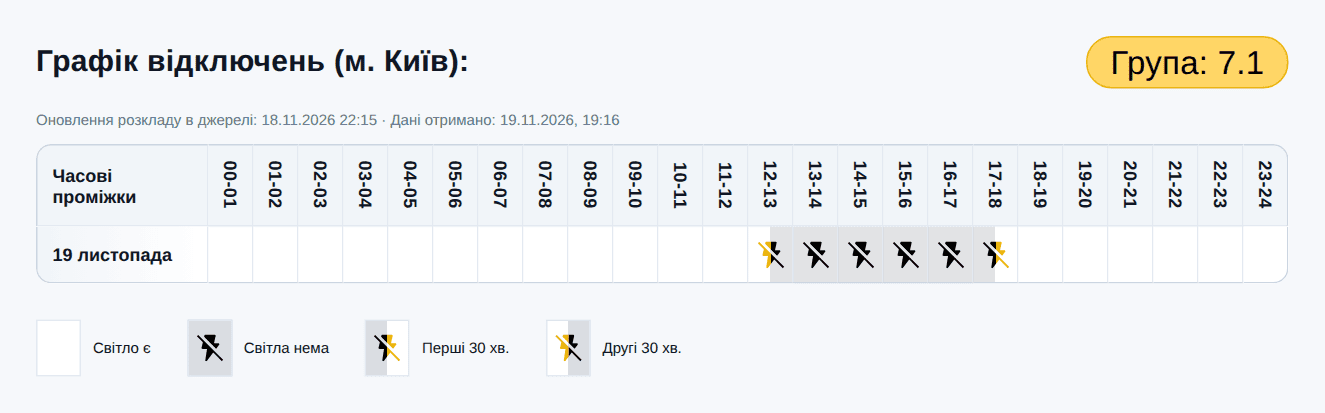 Графік відключень (м. Київ):
Група: 7.1
Оновлення розкладу в джерелі: 18.11.2026 22:15 · Дані отримано: 19.11.2026, 19:16
Часові проміжки 00-01 01-02 02-03 03-04 04-05 05-06 06-07 07-08 08-09 09-10 10-11 11-12 12-13 13-14 14-15 15-16 16-17 17-18 18-19 19-20 20-21 21-22 22-23 23-24
19 листопада
Світло є Світла нема Перші 30 хв. Другі 30 хв.